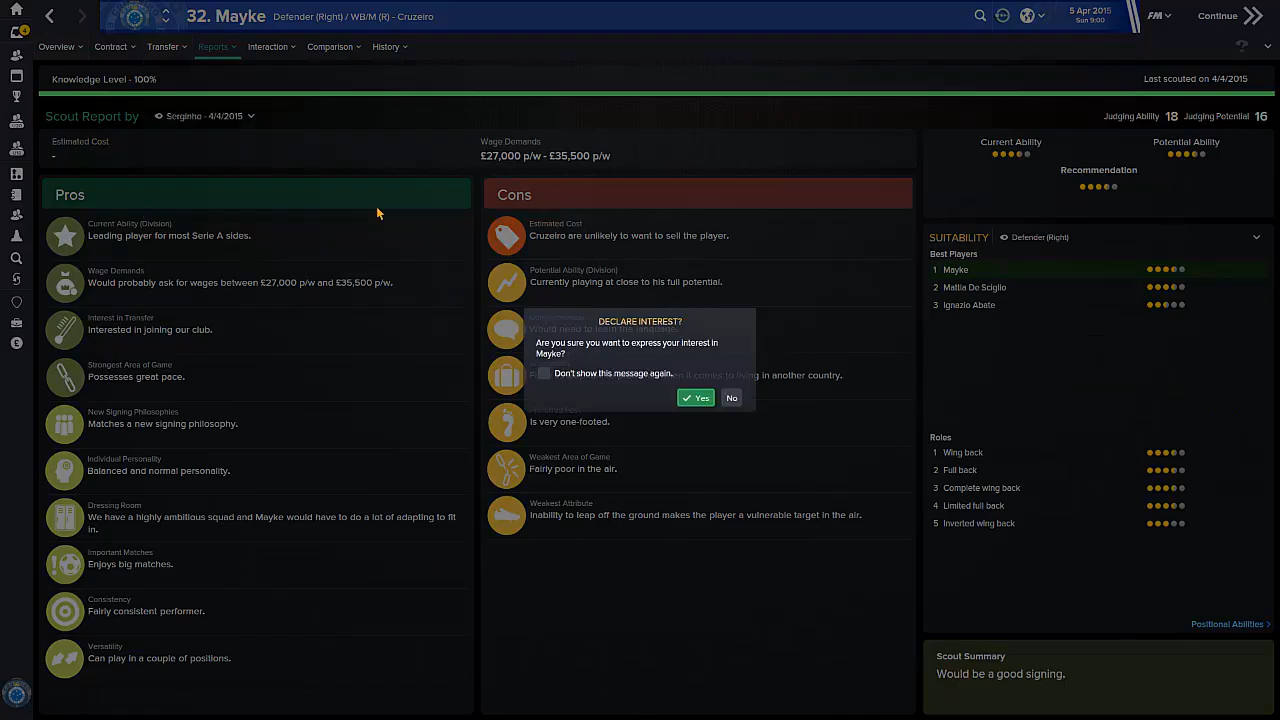 32. Mayke
Defender (Right) / WB/M (R) - Cruzeiro
5 Apr 2015
Sun 9:00
FM
Continue
4
Overview
Contract
Transfer
Reports
Interaction
Comparison
History
Knowledge Level - 100%
Last scouted on 4/4/2015
Scout Report by
Serginho - 4/4/2015
Judging Ability 18 Judging Potential 16
Estimated Cost
-
Wage Demands
£27,000 p/w - £35,500 p/w
Current Ability
Potential Ability
Recommendation
Pros
Current Ability (Division)
Leading player for most Serie A sides.
Wage Demands
Would probably ask for wages between £27,000 p/w and £35,500 p/w.
Interest in Transfer
Interested in joining our club.
Strongest Area of Game
Possesses great pace.
New Signing Philosophies
Matches a new signing philosophy.
Individual Personality
Balanced and normal personality.
Dressing Room
We have a highly ambitious squad and Mayke would have to do a lot of adapting to fit
in.
Important Matches
Enjoys big matches.
Consistency
Fairly consistent performer.
Versatility
Can play in a couple of positions.
Cons
Estimated Cost
Cruzeiro are unlikely to want to sell the player.
Potential Ability (Division)
Currently playing at close to his full potential.
Would need to learn the language.
DECLARE INTEREST?
Are you sure you want to express your interest in
Mayke?
Don't show this message again.
Yes
No
it comes to living in another country.
Is very one-footed.
Weakest Area of Game
Fairly poor in the air.
Weakest Attribute
Inability to leap off the ground makes the player a vulnerable target in the air.
SUITABILITY
Defender (Right)
Best Players
1 Mayke
2 Mattia De Sciglio
3 Ignazio Abate
Roles
1 Wing back
2 Full back
3 Complete wing back
4 Limited full back
5 Inverted wing back
Positional Abilities >
Scout Summary
Would be a good signing.